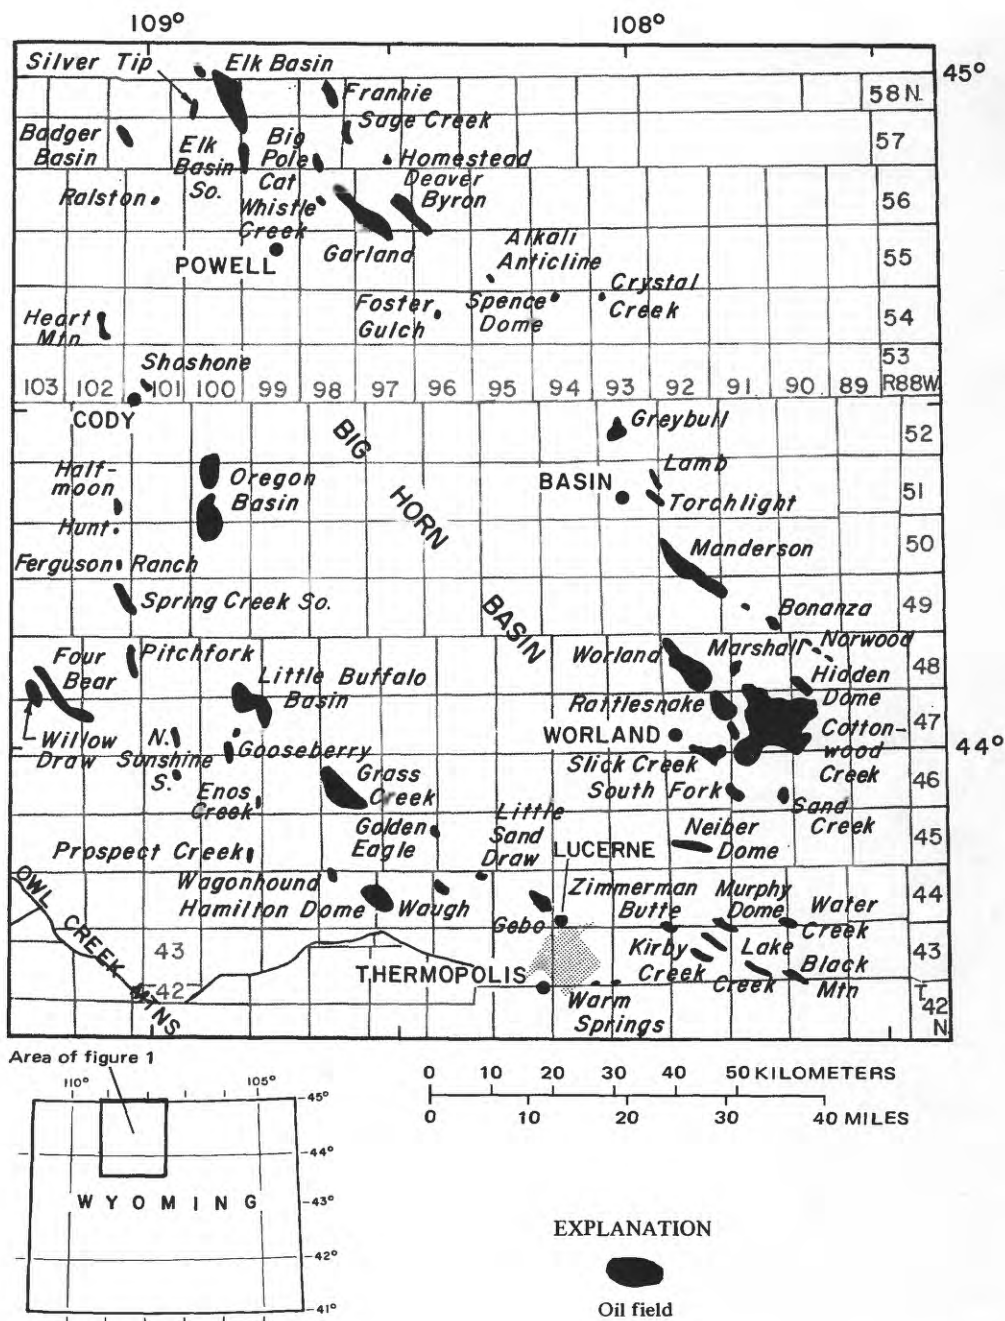 109°
108°
45°
Silver Tip
Elk Basin
Frannie
58 N.
Sage Creek
57
Badger
Basin
Elk
Basin
So.
Big
Pole
Cat
Homestead
Deaver
Byron
56
Ralston
Whistle
Creek
Garland
POWELL
Alkali
Anticline
55
Crystal
Creek
Foster
Gulch
Spence
Dome
54
Heart
Mtn.
Shoshone
53
103 102 101 100 99 98 97 96 95 94 93 92 91 90 89 R88W
CODY
BIG
HORN
BASIN
Greybull
52
Half-
moon
Oregon
Basin
BASIN
Lamb
Torchlight
51
Hunt
50
Manderson
Ferguson Ranch
Spring Creek So.
49
Bonanza
Four
Bear
Pitchfork
Little Buffalo
Basin
Worland
Marshall
Norwood
48
Hidden
Dome
Rattlesnake
47
Willow
Draw
N.
Sunshine
S.
Gooseberry
WORLAND
Cotton-
wood
Creek
44°
Slick Creek
46
Enos
Creek
Grass
Creek
South Fork
Sand
Creek
Little
Sand
Draw
Golden
Eagle
45
Neiber
Dome
Prospect Creek
LUCERNE
OWL CREEK MTNS
Wagonhound
Hamilton Dome
Waugh
Gebo
Zimmerman
Butte
Murphy
Dome
Water
Creek
44
43
Kirby
Creek
Lake
Creek
Black
Mtn
43
THERMOPOLIS
42
Warm
Springs
T
42
N
Area of figure 1
110°
105°
45°
44°
43°
42°
41°
WYOMING
0 10 20 30 40 50 KILOMETERS
0 10 20 30 40 MILES
EXPLANATION
Oil field